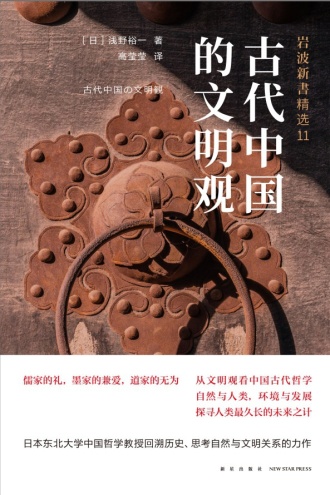 岩波新書精选11
古代中国
的文明观
［日］浅野裕一 著
高莹莹 译
古代中国の文明観
儒家的礼，墨家的兼爱，道家的无为
从文明观看中国古代哲学
自然与人类，环境与发展
探寻人类最久长的未来之计
日本东北大学中国哲学教授回溯历史、思考自然与文明关系的力作
新星出版社 NEW STAR PRESS